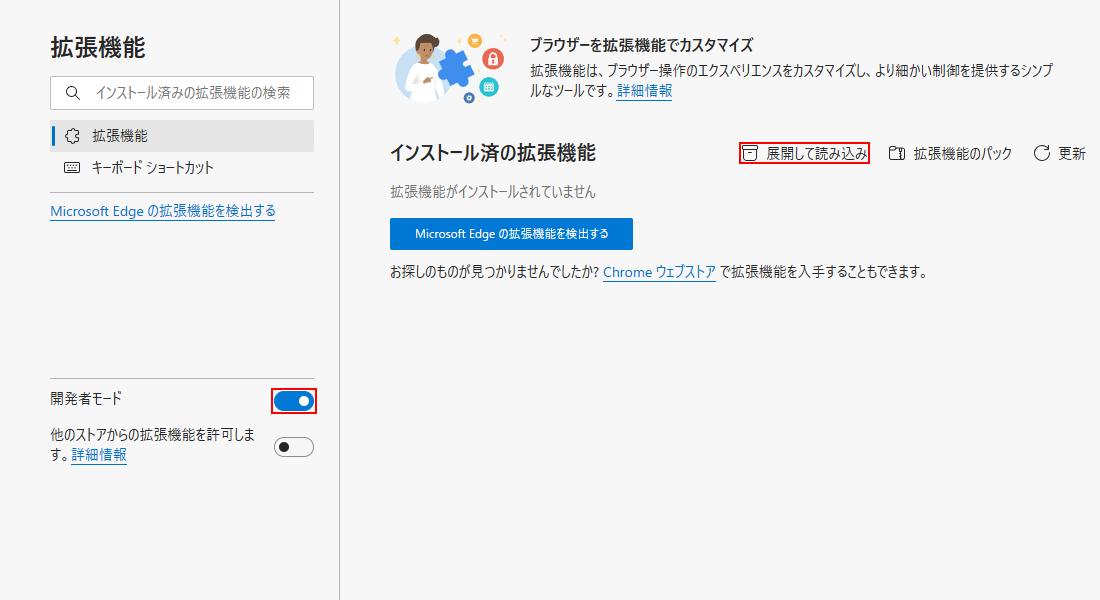 拡張機能
インストール済みの拡張機能の検索
拡張機能
キーボード ショートカット
Microsoft Edge の拡張機能を検出する
開発者モード
他のストアからの拡張機能を許可しま
す。詳細情報
ブラウザーを拡張機能でカスタマイズ
拡張機能は、ブラウザー操作のエクスペリエンスをカスタマイズし、より細かい制御を提供するシンプ
ルなツールです。詳細情報
インストール済の拡張機能
展開して読み込み
拡張機能のパック
更新
拡張機能がインストールされていません
Microsoft Edge の拡張機能を検出する
お探しのものが見つかりませんでしたか? Chrome ウェブストア で拡張機能を入手することもできます。